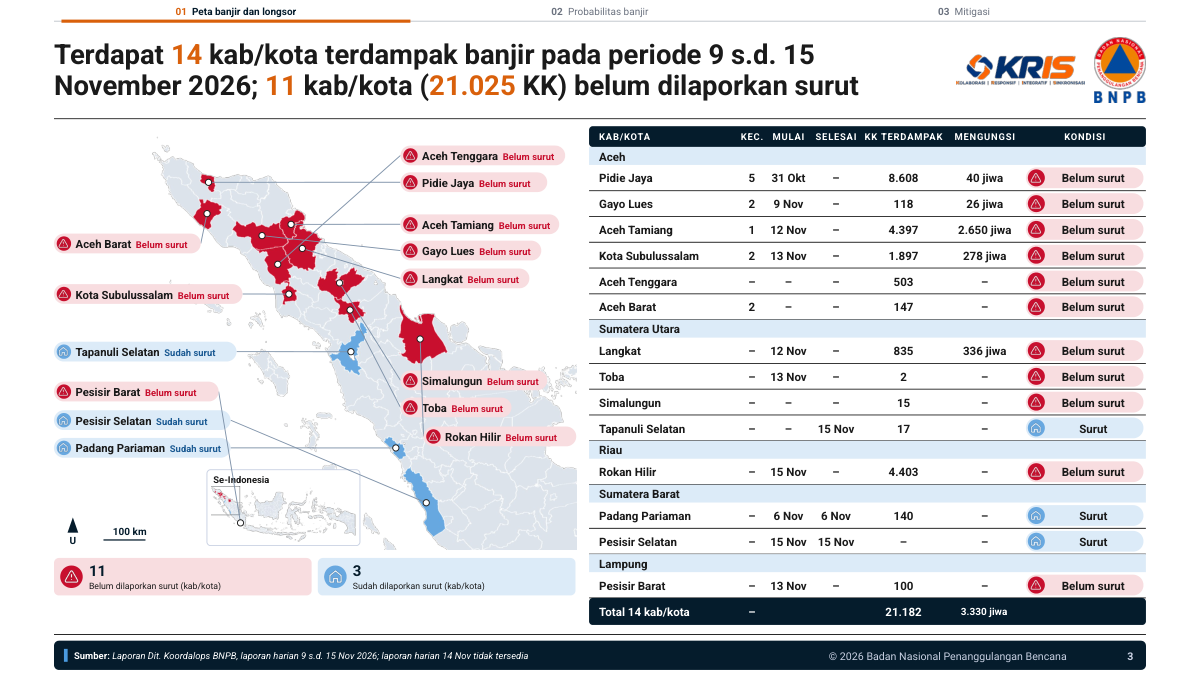 01 Peta banjir dan longsor
02 Probabilitas banjir
03 Mitigasi
Terdapat 14 kab/kota terdampak banjir pada periode 9 s.d. 15
November 2026; 11 kab/kota (21.025 KK) belum dilaporkan surut
KRIS
KOLABORASI | RESPONSIF | INTEGRATIF | SINKRONISASI
BADAN NASIONAL PENANGGULANGAN BENCANA
BNPB
Aceh Tenggara Belum surut
Pidie Jaya Belum surut
Aceh Tamiang Belum surut
Gayo Lues Belum surut
Langkat Belum surut
Aceh Barat Belum surut
Kota Subulussalam Belum surut
Tapanuli Selatan Sudah surut
Pesisir Barat Belum surut
Pesisir Selatan Sudah surut
Padang Pariaman Sudah surut
Simalungun Belum surut
Toba Belum surut
Rokan Hilir Belum surut
Se-Indonesia
U
100 km
11
Belum dilaporkan surut (kab/kota)
3
Sudah dilaporkan surut (kab/kota)
KAB/KOTA KEC. MULAI SELESAI KK TERDAMPAK MENGUNGSI KONDISI
Aceh
Pidie Jaya 5 31 Okt – 8.608 40 jiwa Belum surut
Gayo Lues 2 9 Nov – 118 26 jiwa Belum surut
Aceh Tamiang 1 12 Nov – 4.397 2.650 jiwa Belum surut
Kota Subulussalam 2 13 Nov – 1.897 278 jiwa Belum surut
Aceh Tenggara – – – 503 – Belum surut
Aceh Barat 2 – – 147 – Belum surut
Sumatera Utara
Langkat – 12 Nov – 835 336 jiwa Belum surut
Toba – 13 Nov – 2 – Belum surut
Simalungun – – – 15 – Belum surut
Tapanuli Selatan – – 15 Nov 17 – Surut
Riau
Rokan Hilir – 15 Nov – 4.403 – Belum surut
Sumatera Barat
Padang Pariaman – 6 Nov 6 Nov 140 – Surut
Pesisir Selatan – 15 Nov 15 Nov – – Surut
Lampung
Pesisir Barat – 13 Nov – 100 – Belum surut
Total 14 kab/kota – 21.182 3.330 jiwa
Sumber: Laporan Dit. Koordalops BNPB, laporan harian 9 s.d. 15 Nov 2026; laporan harian 14 Nov tidak tersedia
© 2026 Badan Nasional Penanggulangan Bencana
3